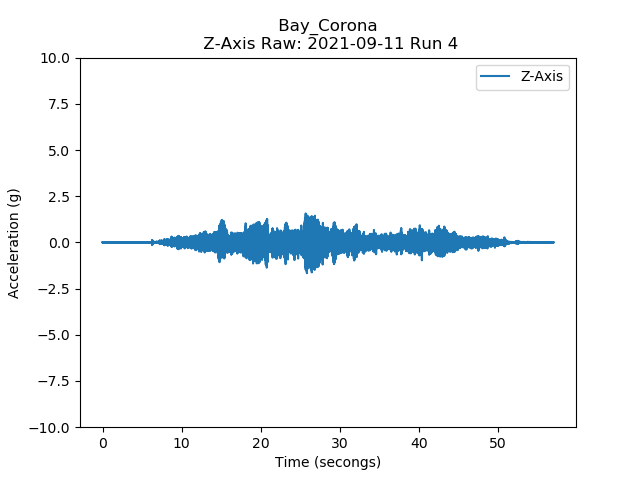 Bay_Corona
Z-Axis Raw: 2021-09-11 Run 4
Z-Axis
10.0
7.5
5.0
2.5
0.0
−2.5
−5.0
−7.5
−10.0
Acceleration (g)
0 10 20 30 40 50
Time (secongs)